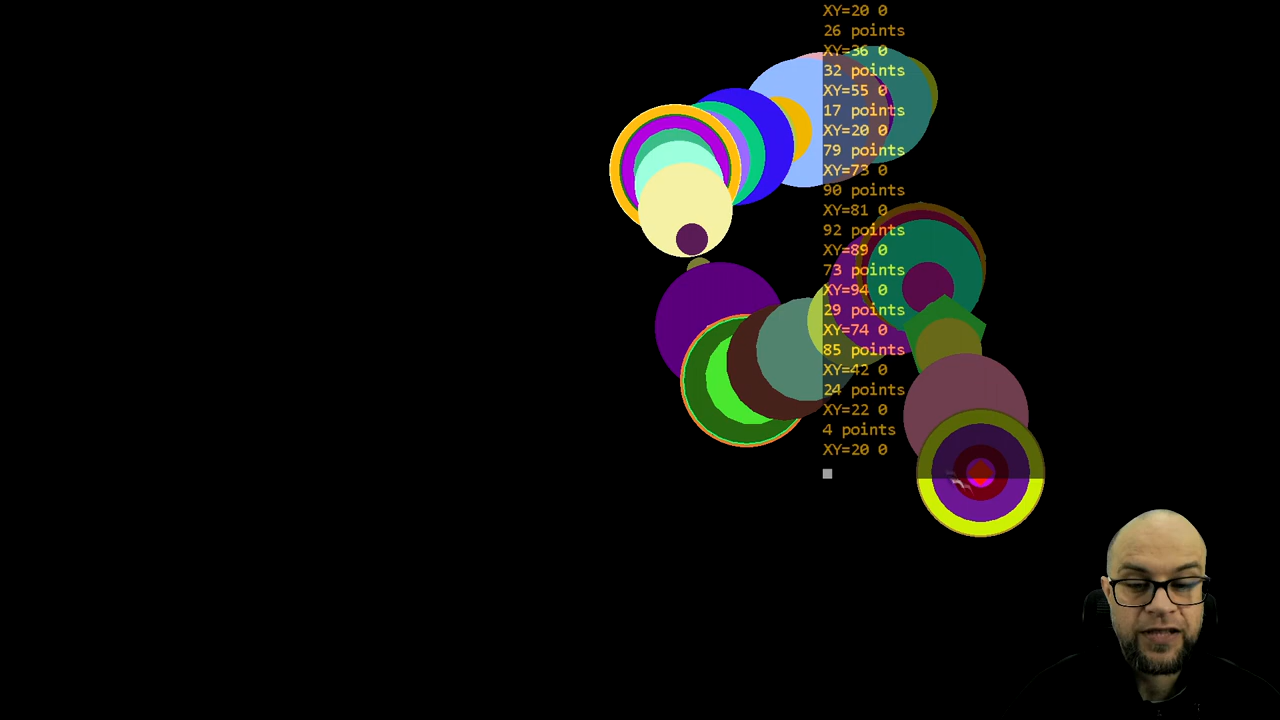 XY=20 0
26 points
XY=36 0
32 points
XY=55 0
17 points
XY=20 0
79 points
XY=73 0
90 points
XY=81 0
92 points
XY=89 0
73 points
XY=94 0
29 points
XY=74 0
85 points
XY=42 0
24 points
XY=22 0
4 points
XY=20 0